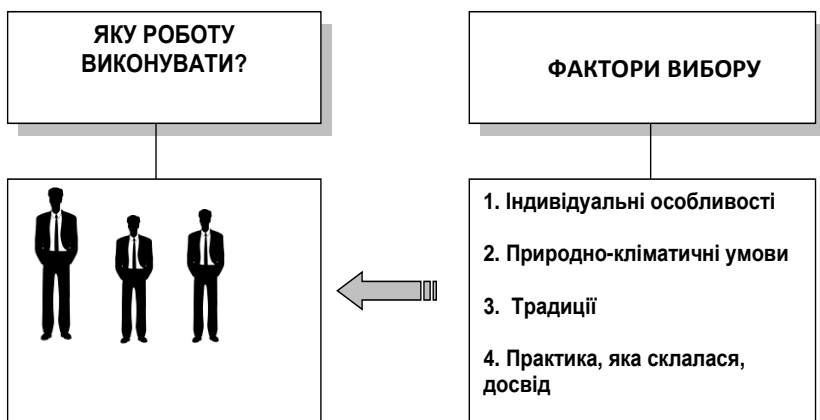 ЯКУ РОБОТУ
ВИКОНУВАТИ?
ФАКТОРИ ВИБОРУ
1. Індивідуальні особливості
2. Природно-кліматичні умови
3. Традиції
4. Практика, яка склалася,
досвід